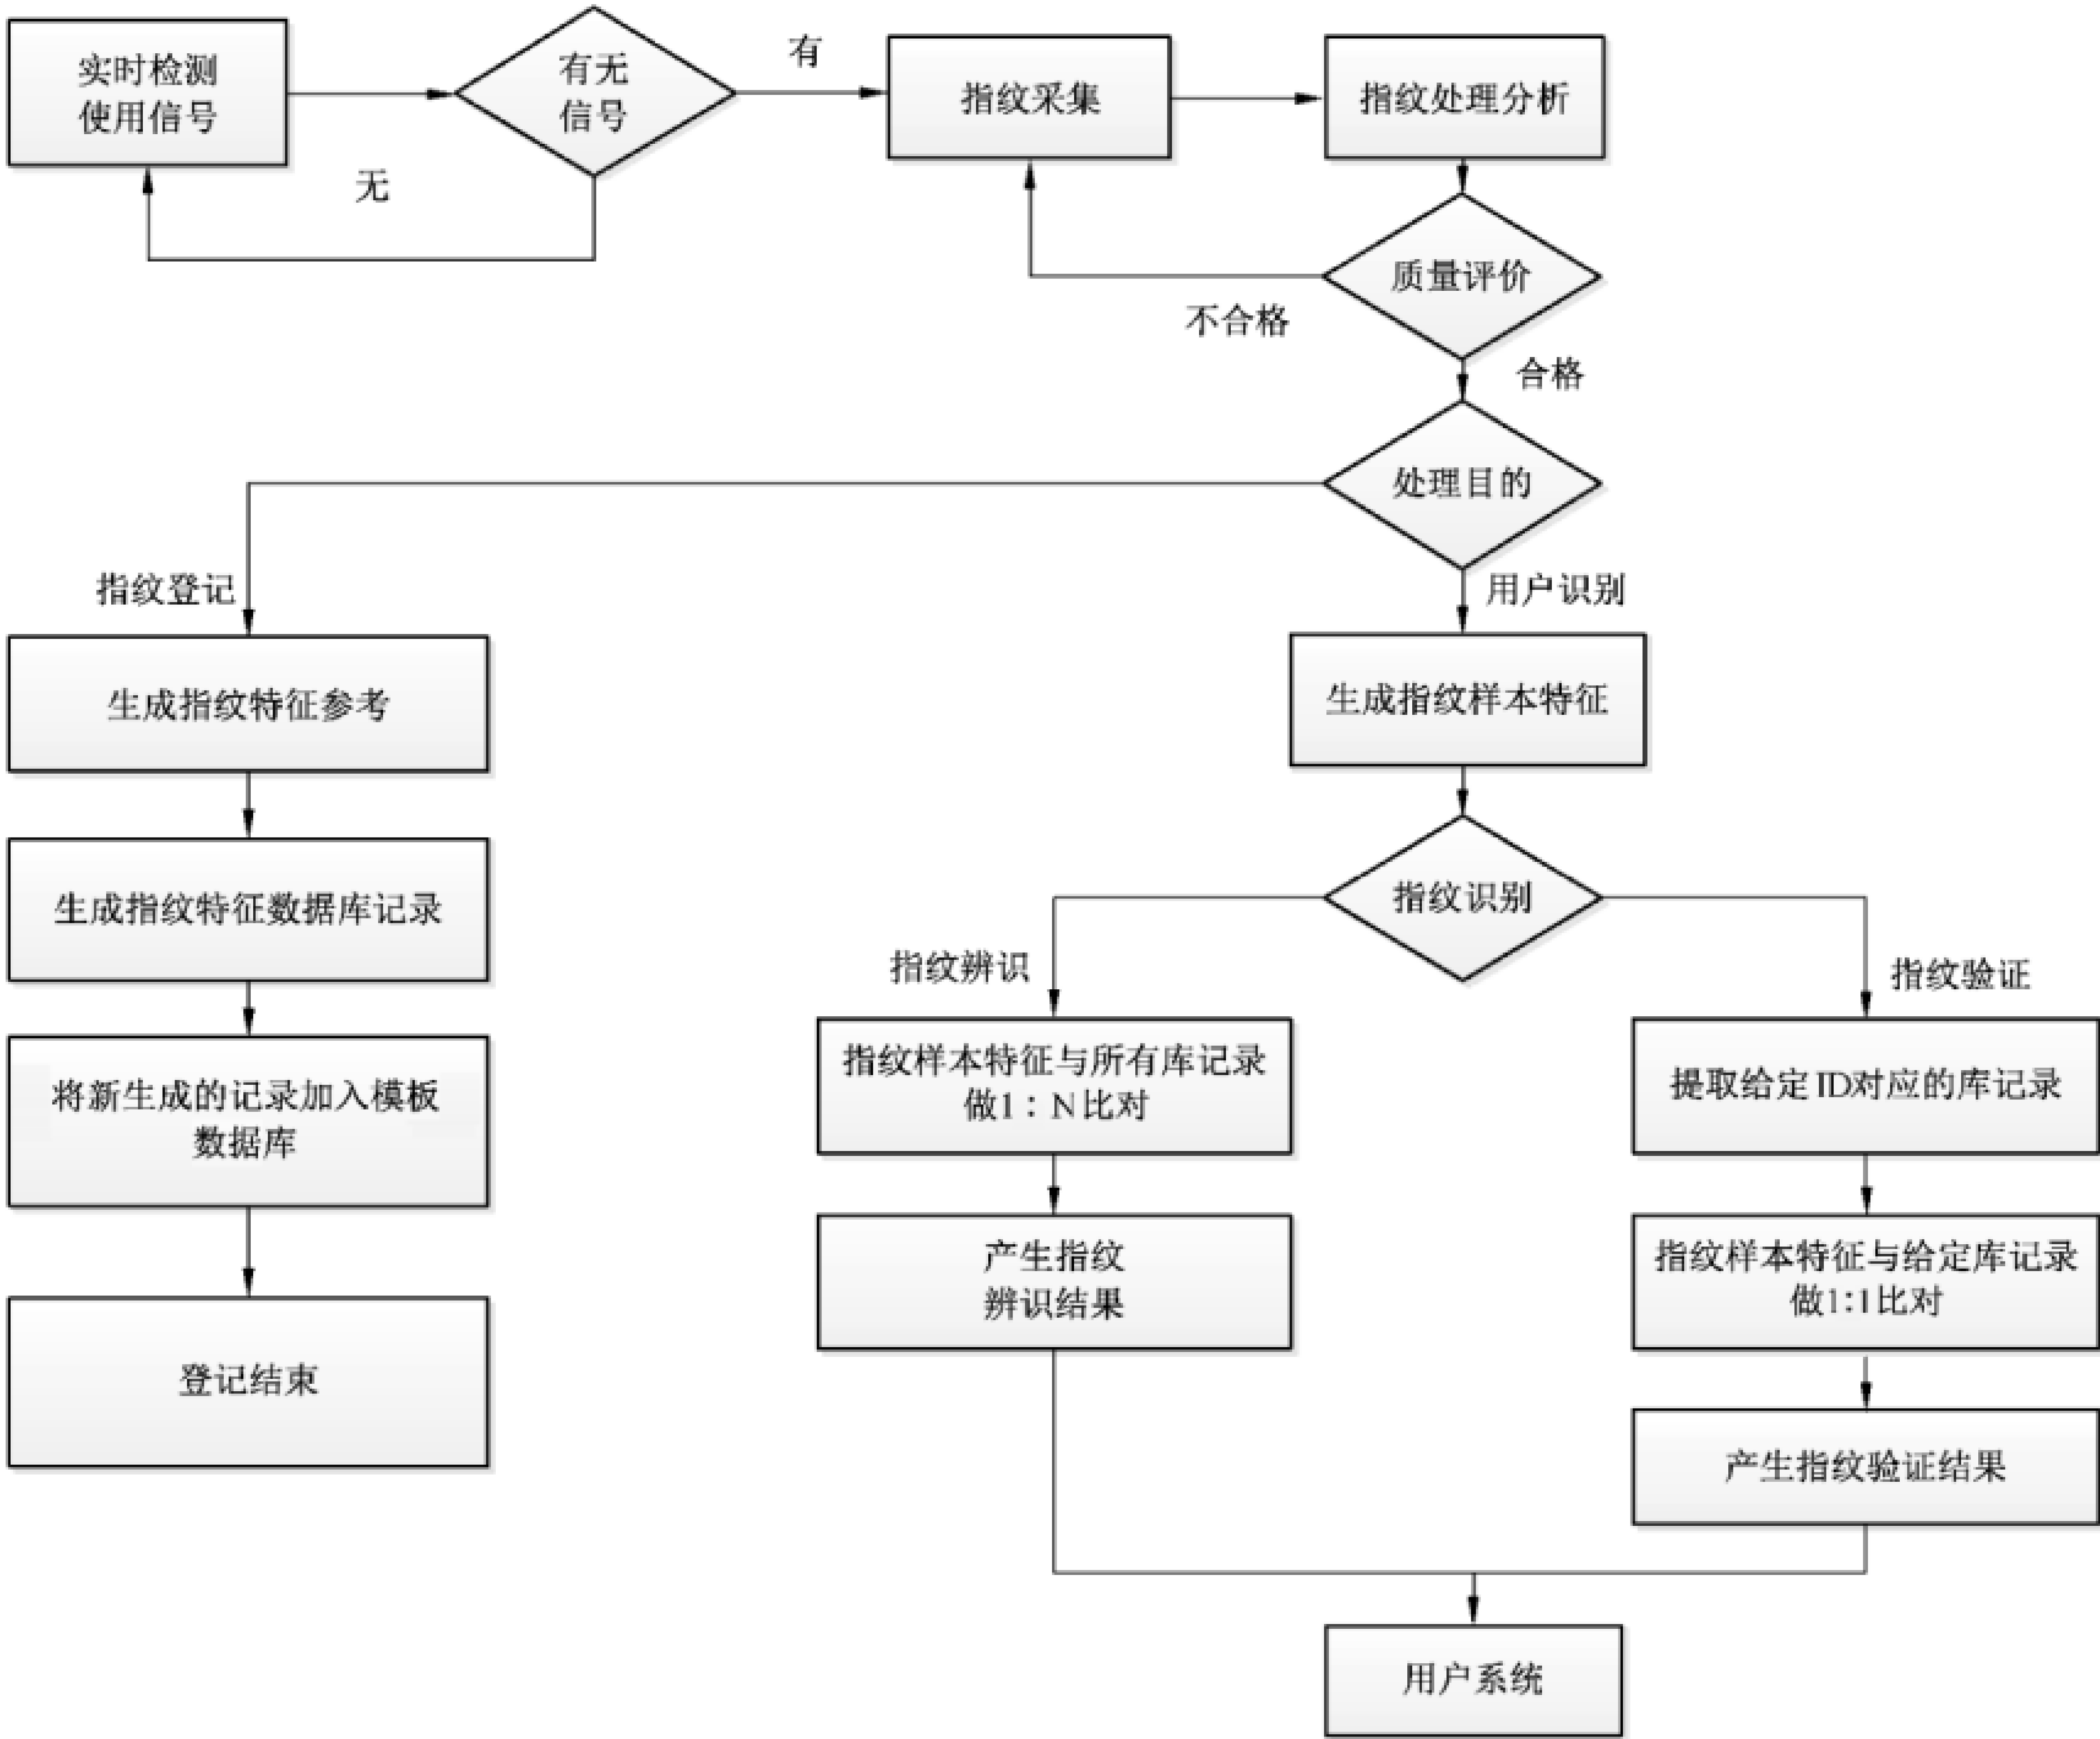 实时检测
使用信号
有无
信号
有
指纹采集
指纹处理分析
无
质量评价
不合格
合格
处理目的
指纹登记
用户识别
生成指纹特征参考
生成指纹样本特征
生成指纹特征数据库记录
指纹识别
指纹辨识
指纹验证
将新生成的记录加入模板
数据库
指纹样本特征与所有库记录
做1：N比对
提取给定ID对应的库记录
产生指纹
辨识结果
指纹样本特征与给定库记录
做1:1比对
登记结束
产生指纹验证结果
用户系统